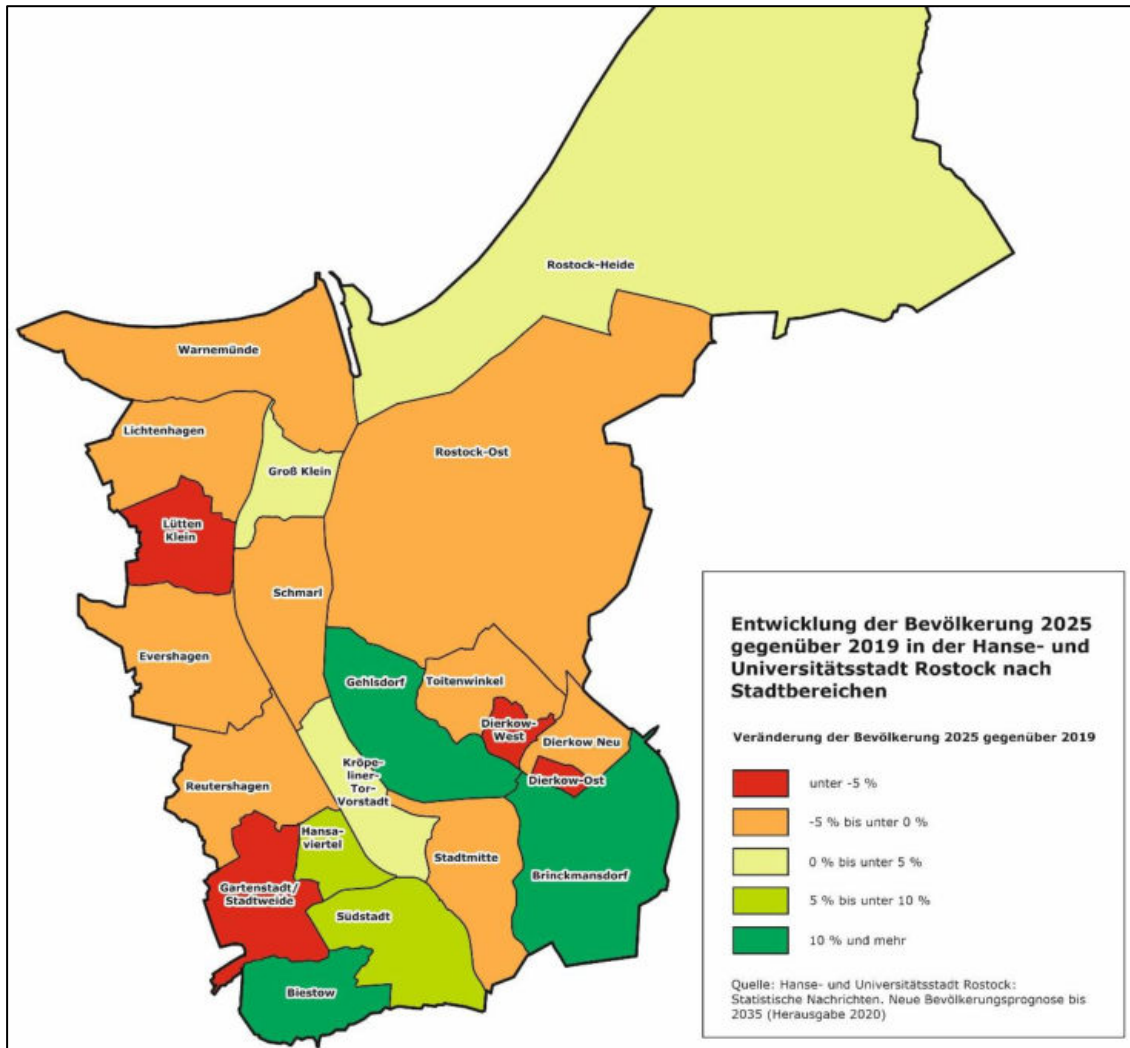 Rostock-Heide
Warnemünde
Lichtenhagen
Rostock-Ost
Groß Klein
Lütten
Klein
Schmarl
Evershagen
Gehlsdorf
Toitenwinkel
Dierkow-
West
Dierkow Neu
Dierkow-Ost
Kröpe-
liner-
Tor-
Vorstadt
Reutershagen
Hansa-
viertel
Stadtmitte
Brinckmansdorf
Gartenstadt/
Stadtweide
Südstadt
Biestow
Entwicklung der Bevölkerung 2025
gegenüber 2019 in der Hanse- und
Universitätsstadt Rostock nach
Stadtbereichen
Veränderung der Bevölkerung 2025 gegenüber 2019
unter -5 %
-5 % bis unter 0 %
0 % bis unter 5 %
5 % bis unter 10 %
10 % und mehr
Quelle: Hanse- und Universitätsstadt Rostock:
Statistische Nachrichten. Neue Bevölkerungsprognose bis
2035 (Herausgabe 2020)